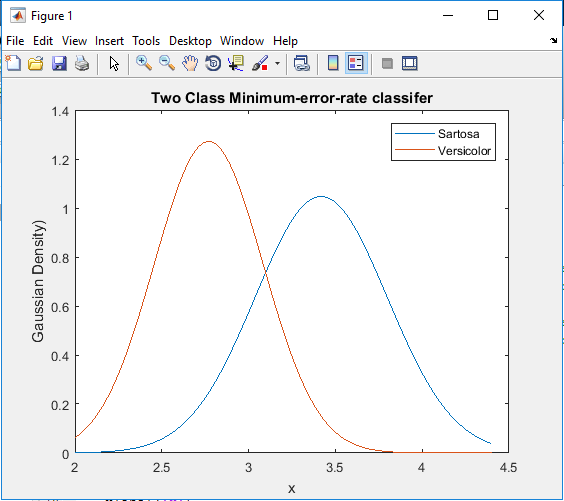 Figure 1
File Edit View Insert Tools Desktop Window Help
Two Class Minimum-error-rate classifer
Sartosa
Versicolor
Gaussian Density)
1.4
1.2
1
0.8
0.6
0.4
0.2
0
2 2.5 3 3.5 4 4.5
x